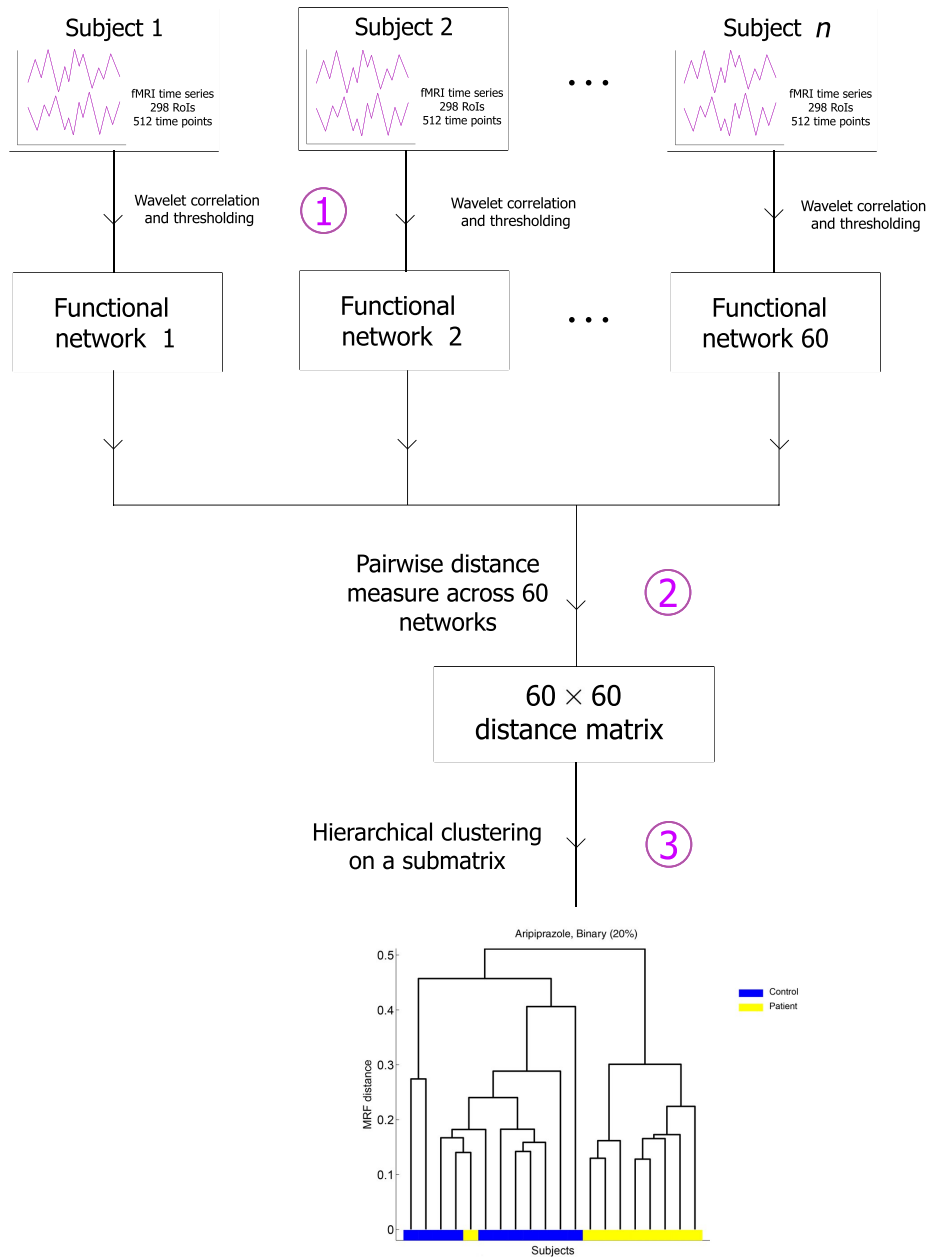 Subject 1
fMRI time series
298 RoIs
512 time points
Subject 2
fMRI time series
298 RoIs
512 time points
...
Subject n
fMRI time series
298 RoIs
512 time points
Wavelet correlation
and thresholding
1
Wavelet correlation
and thresholding
Wavelet correlation
and thresholding
Functional
network 1
Functional
network 2
...
Functional
network 60
Pairwise distance
measure across 60
networks
2
60 × 60
distance matrix
Hierarchical clustering
on a submatrix
3
Aripiprazole, Binary (20%)
0.5
0.4
0.3
0.2
0.1
0
MRF distance
Subjects
Control
Patient